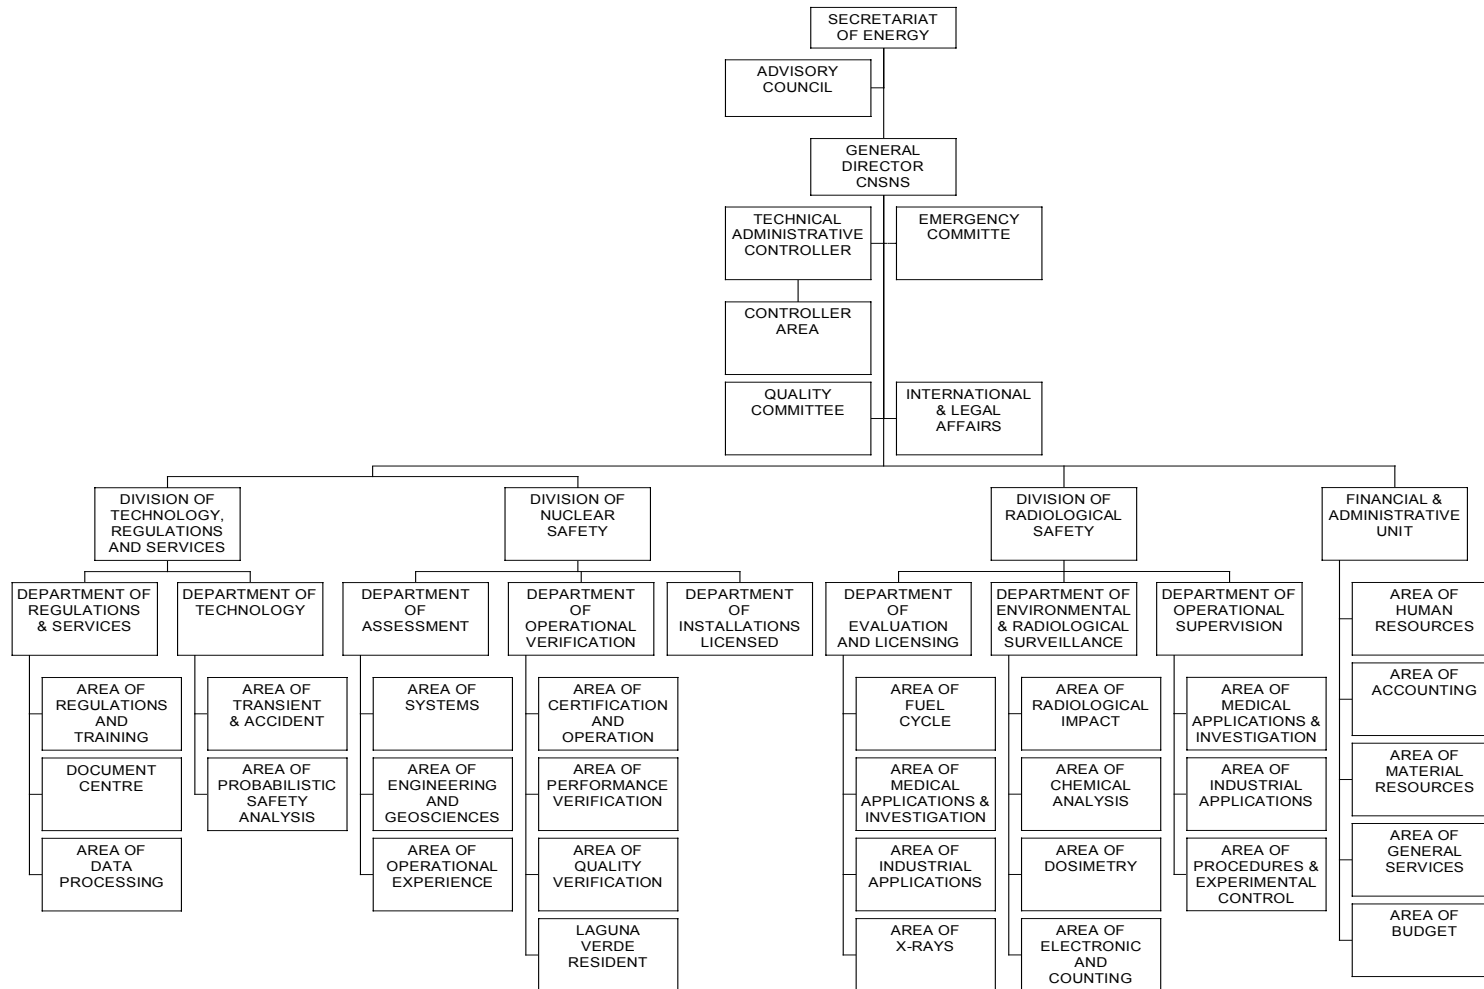 SECRETARIAT
OF ENERGY
ADVISORY
COUNCIL
GENERAL
DIRECTOR
CNSNS
TECHNICAL
ADMINISTRATIVE
CONTROLLER
EMERGENCY
COMMITTE
CONTROLLER
AREA
QUALITY
COMMITTEE
INTERNATIONAL
& LEGAL
AFFAIRS
DIVISION OF
TECHNOLOGY,
REGULATIONS
AND SERVICES
DIVISION OF
NUCLEAR
SAFETY
DIVISION OF
RADIOLOGICAL
SAFETY
FINANCIAL &
ADMINISTRATIVE
UNIT
DEPARTMENT OF
REGULATIONS
& SERVICES
DEPARTMENT OF
TECHNOLOGY
DEPARTMENT
OF
ASSESSMENT
DEPARTMENT
OF
OPERATIONAL
VERIFICATION
DEPARTMENT
OF
INSTALLATIONS
LICENSED
DEPARTMENT
OF
EVALUATION
AND LICENSING
DEPARTMENT OF
ENVIRONMENTAL
& RADIOLOGICAL
SURVEILLANCE
DEPARTMENT OF
OPERATIONAL
SUPERVISION
AREA OF
HUMAN
RESOURCES
AREA OF
REGULATIONS
AND
TRAINING
AREA OF
TRANSIENT
& ACCIDENT
AREA OF
SYSTEMS
AREA OF
CERTIFICATION
AND
OPERATION
AREA OF
FUEL
CYCLE
AREA OF
RADIOLOGICAL
IMPACT
AREA OF
MEDICAL
APPLICATIONS &
INVESTIGATION
AREA OF
ACCOUNTING
DOCUMENT
CENTRE
AREA OF
PROBABILISTIC
SAFETY
ANALYSIS
AREA OF
ENGINEERING
AND
GEOSCIENCES
AREA OF
PERFORMANCE
VERIFICATION
AREA OF
MEDICAL
APPLICATIONS &
INVESTIGATION
AREA OF
CHEMICAL
ANALYSIS
AREA OF
INDUSTRIAL
APPLICATIONS
AREA OF
MATERIAL
RESOURCES
AREA OF
DATA
PROCESSING
AREA OF
OPERATIONAL
EXPERIENCE
AREA OF
QUALITY
VERIFICATION
AREA OF
INDUSTRIAL
APPLICATIONS
AREA OF
DOSIMETRY
AREA OF
PROCEDURES &
EXPERIMENTAL
CONTROL
AREA OF
GENERAL
SERVICES
LAGUNA
VERDE
RESIDENT
AREA OF
X-RAYS
AREA OF
ELECTRONIC
AND
COUNTING
AREA OF
BUDGET